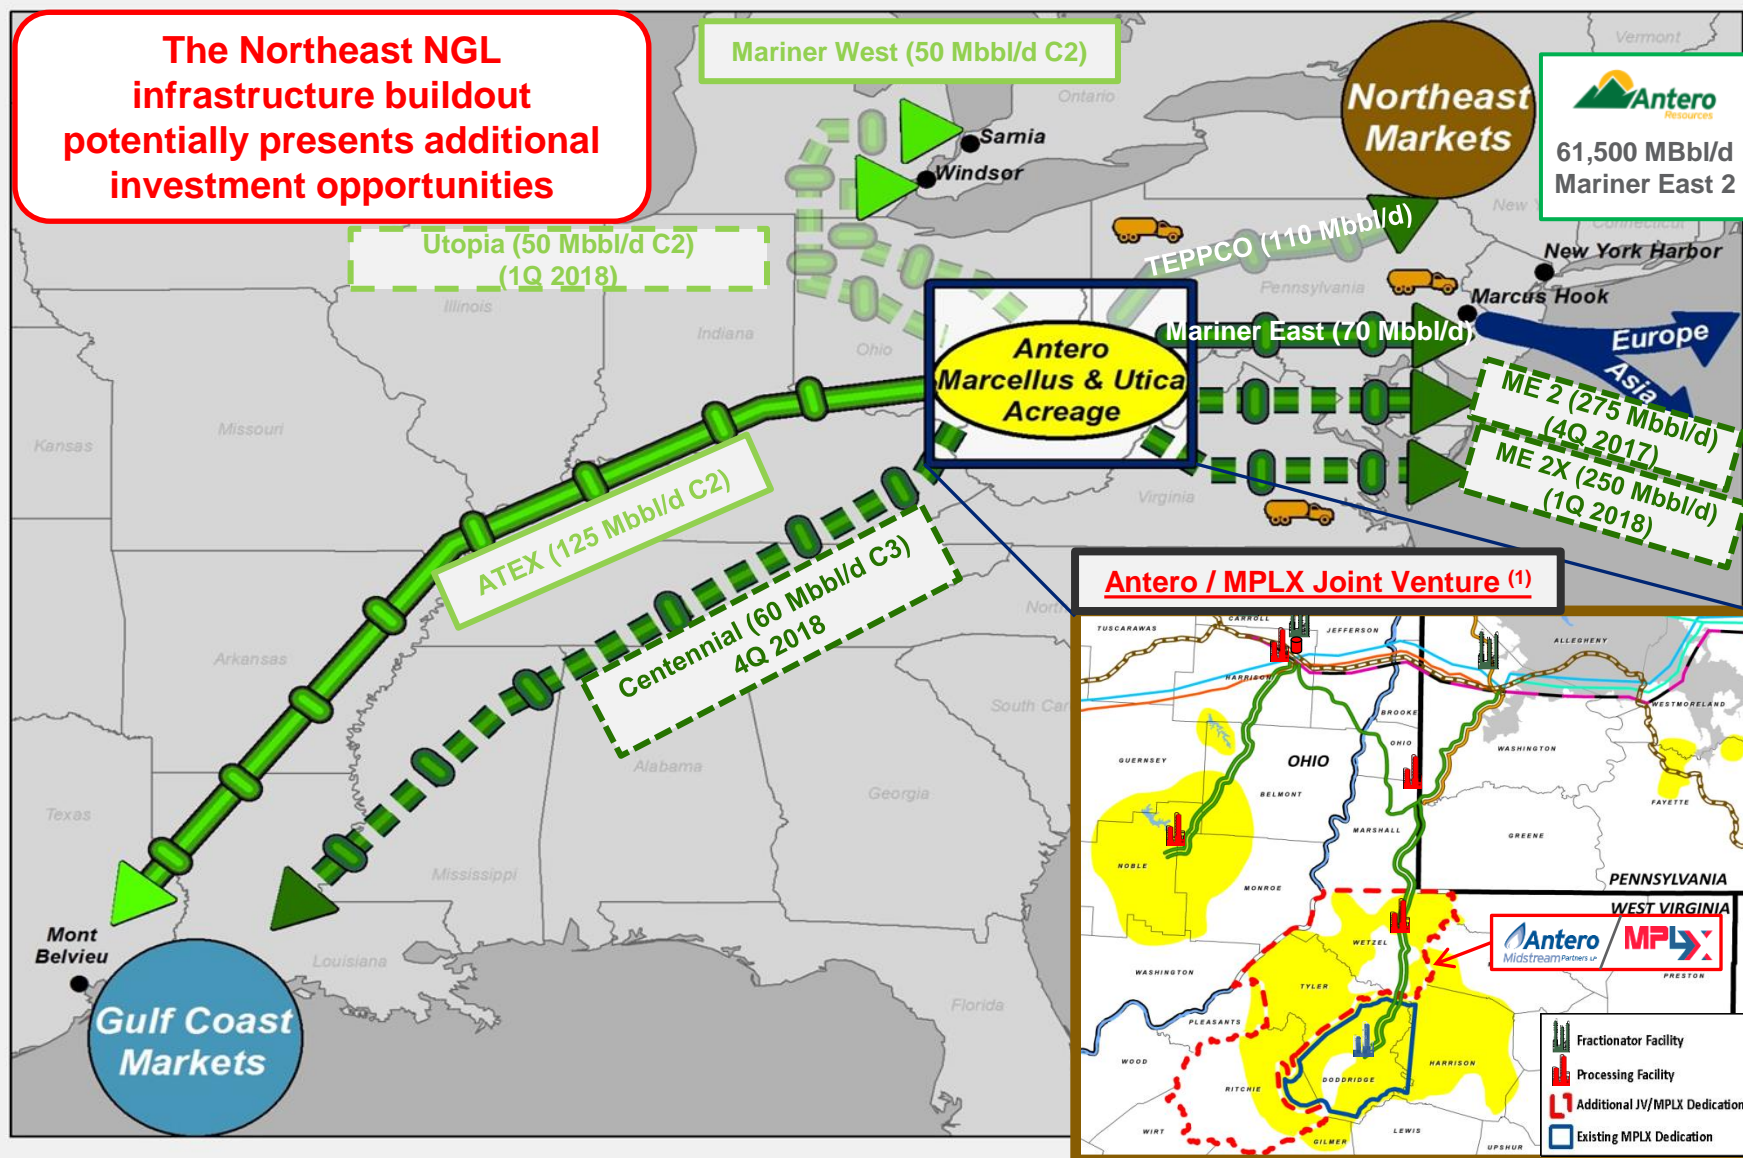 The Northeast NGL
infrastructure buildout
potentially presents additional
investment opportunities
Mariner West (50 Mbbl/d C2)
Northeast
Markets
Antero
Resources
61,500 MBbl/d
Mariner East 2
Vermont
Ontario
Sarnia
Windsor
Utopia (50 Mbbl/d C2)
(1Q 2018)
TEPPCO (110 Mbbl/d)
New Y
Connecticut
New York Harbor
Marcus Hook
Pennsylvania
Illinois
Indiana
Ohio
Mariner East (70 Mbbl/d)
Europe
Asia
Antero
Marcellus & Utica
Acreage
ME 2 (275 Mbbl/d)
(4Q 2017)
ME 2X (250 Mbbl/d)
(1Q 2018)
Kansas
Missouri
Virginia
ATEX (125 Mbbl/d C2)
Centennial (60 Mbbl/d C3)
4Q 2018
Arkansas
North
South Car
Alabama
Georgia
Texas
Mississippi
Louisiana
Florida
Mont
Belvieu
Gulf Coast
Markets
Antero / MPLX Joint Venture (1)
TUSCARAWAS
CARROLL
JEFFERSON
ALLEGHENY
HARRISON
BROOKE
WESTMORELAND
OHIO
WASHINGTON
GUERNSEY
OHIO
BELMONT
FAYETTE
MARSHALL
GREENE
NOBLE
MONROE
PENNSYLVANIA
WEST VIRGINIA
WETZEL
Antero
Midstream Partners LP
MPLX
PRESTON
WASHINGTON
TYLER
PLEASANTS
WOOD
RITCHIE
DODDRIDGE
HARRISON
WIRT
GILMER
LEWIS
UPSHUR
Fractionator Facility
Processing Facility
Additional JV/MPLX Dedication
Existing MPLX Dedication